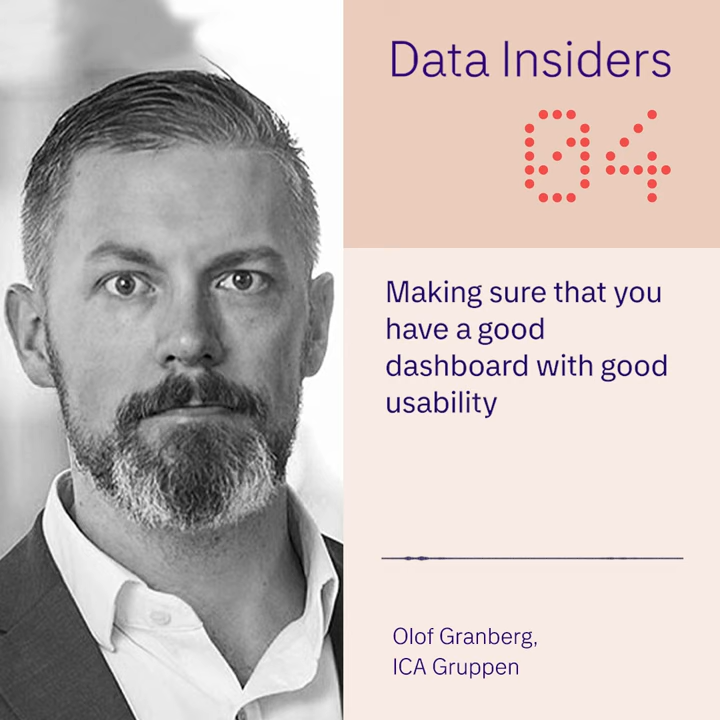 Data Insiders
04
Making sure that you
have a good
dashboard with good
usability
Olof Granberg,
ICA Gruppen